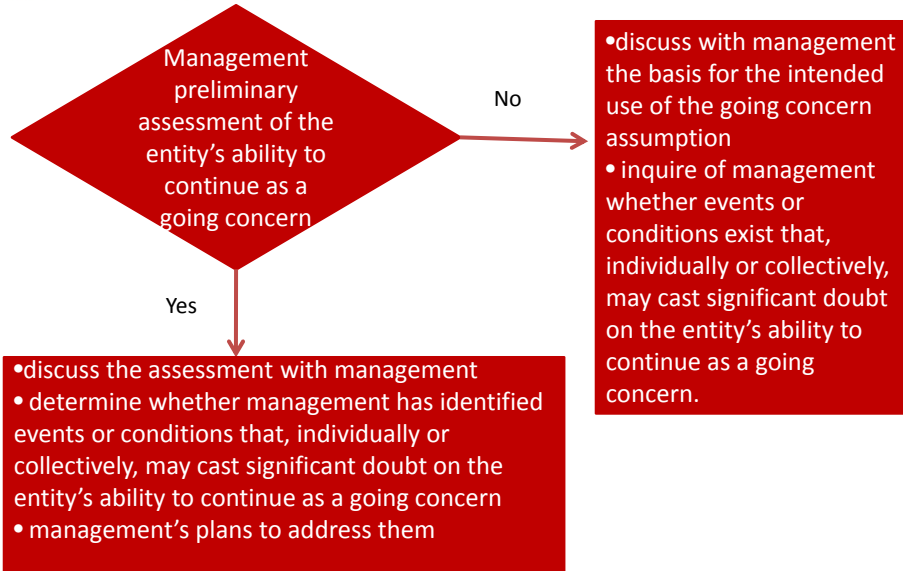 Management
preliminary
assessment of the
entity's ability to
continue as a
going concern
No
•discuss with management
the basis for the intended
use of the going concern
assumption
• inquire of management
whether events or
conditions exist that,
individually or collectively,
may cast significant doubt
on the entity's ability to
continue as a going
concern.
Yes
•discuss the assessment with management
• determine whether management has identified
events or conditions that, individually or
collectively, may cast significant doubt on the
entity's ability to continue as a going concern
• management's plans to address them